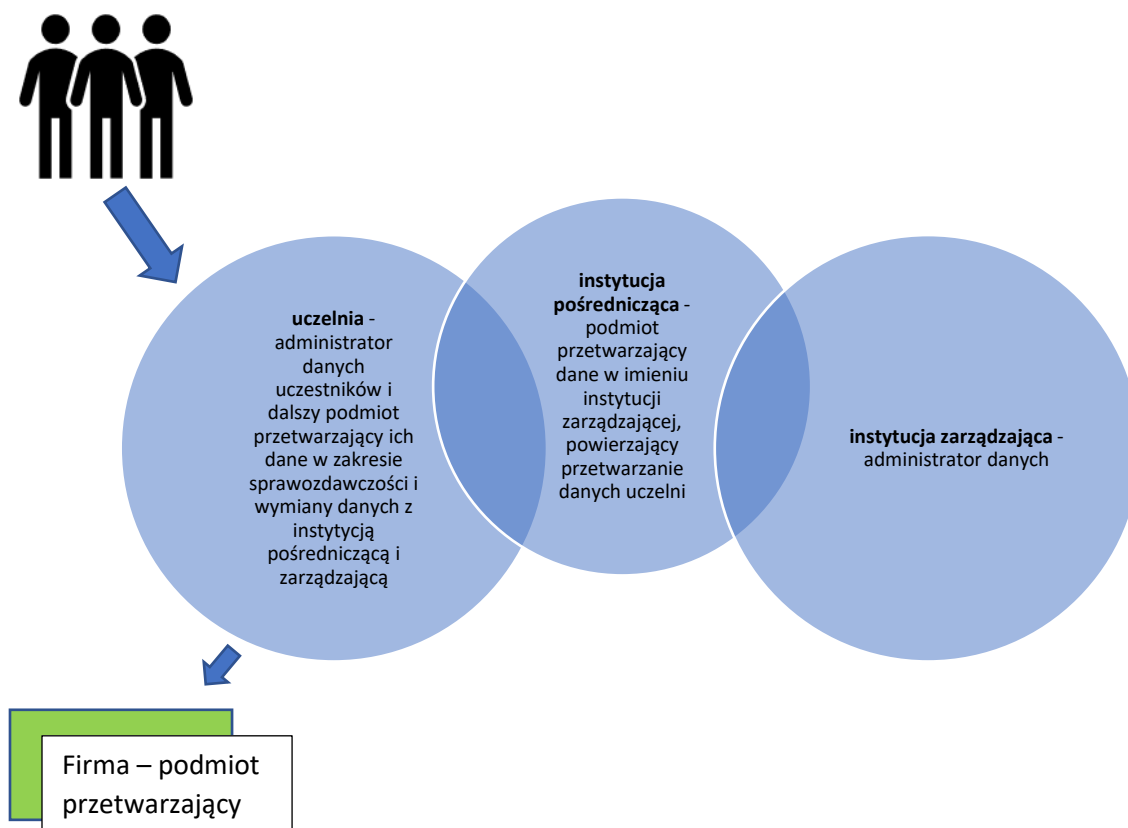 uczelnia -
administrator
danych
uczestników i
dalszy podmiot
przetwarzający ich
dane w zakresie
sprawozdawczości i
wymiany danych z
instytycją
pośredniczącą i
zarządzającą
instytucja
pośrednicząca -
podmiot
przetwarzający
dane w imieniu
instytucji
zarządzającej,
powierzający
przetwarzanie
danych uczelni
instytucja zarządzająca -
administrator danych
Firma – podmiot
przetwarzający